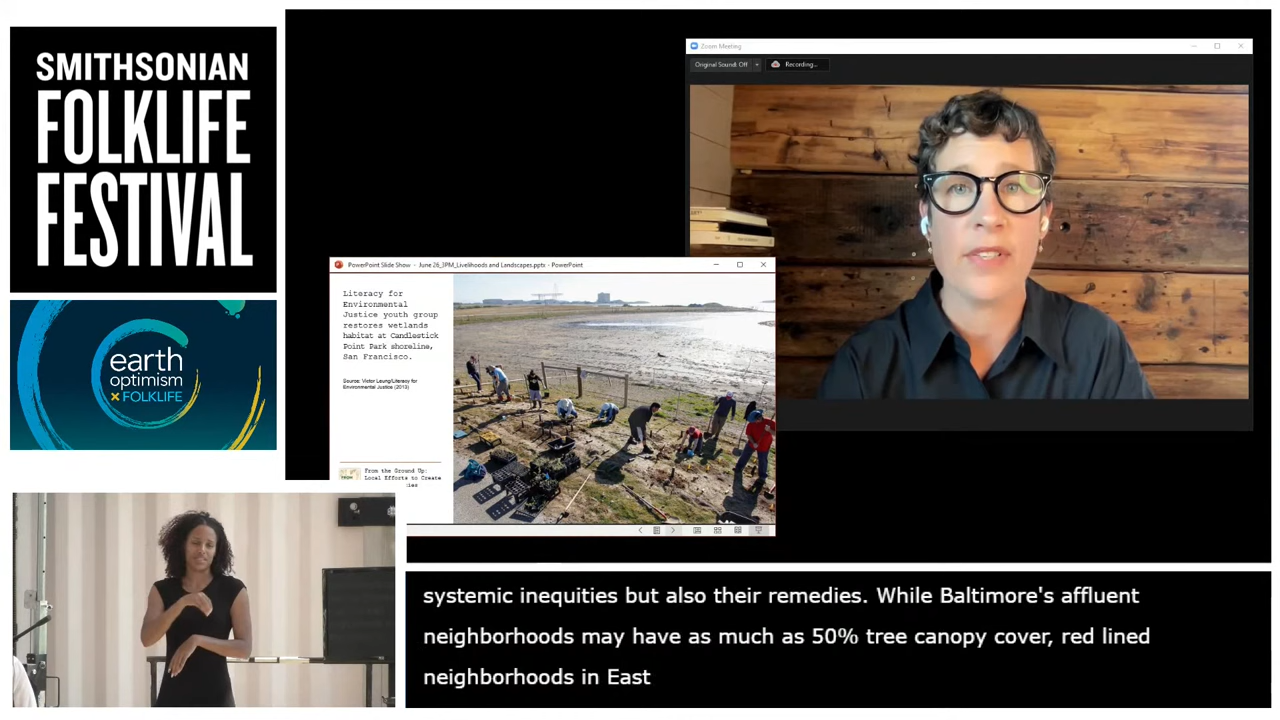 SMITHSONIAN
FOLKLIFE
FESTIVAL
earth
optimism
× FOLKLIFE
Zoom Meeting
Original Sound: Off
Recording...
PowerPoint Slide Show - June 26_3PM_Livelihoods and Landscapes.pptx - PowerPoint
Literacy for
Environmental
Justice youth group
restores wetlands
habitat at Candlestick
Point Park shoreline,
San Francisco.
Source: Victor Leung/Literacy for
Environmental Justice (2013)
From the Ground Up:
Local Efforts to Create
systemic inequities but also their remedies. While Baltimore's affluent
neighborhoods may have as much as 50% tree canopy cover, red lined
neighborhoods in East